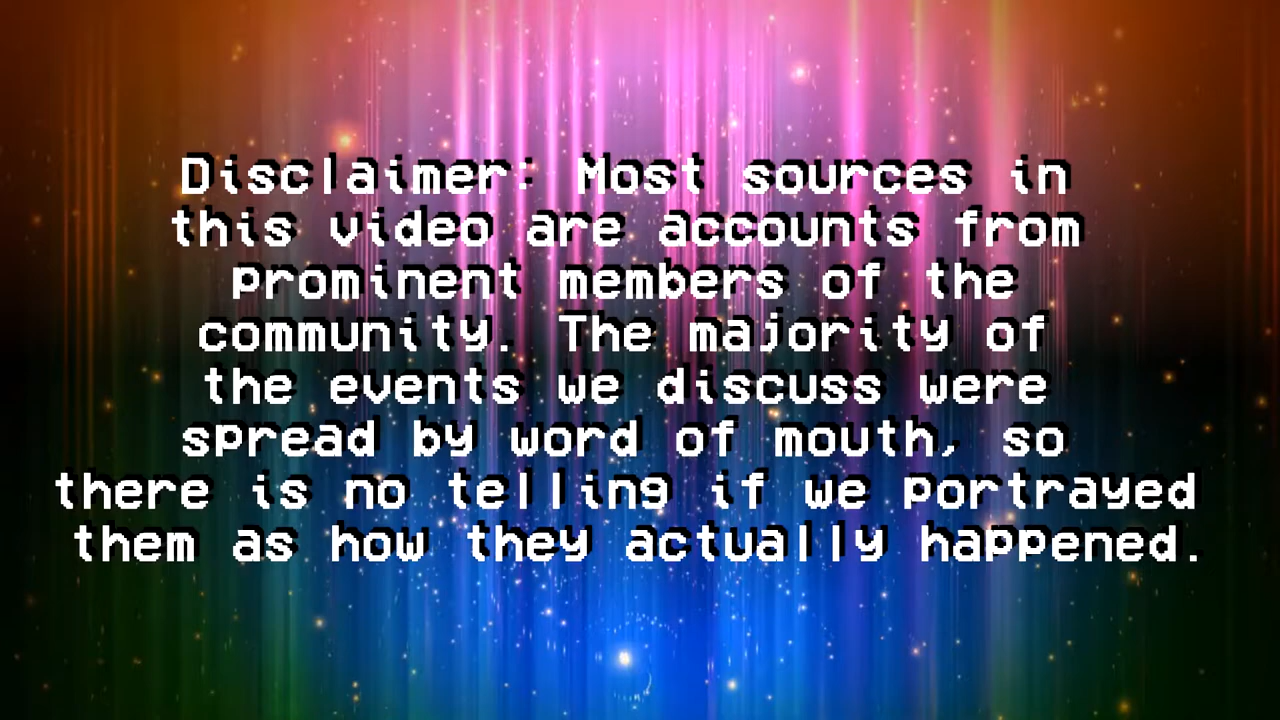 Disclaimer: Most sources in
this video are accounts from
prominent members of the
community. The majority of
the events we discuss were
spread by word of mouth, so
there is no telling if we portrayed
them as how they actually happened.